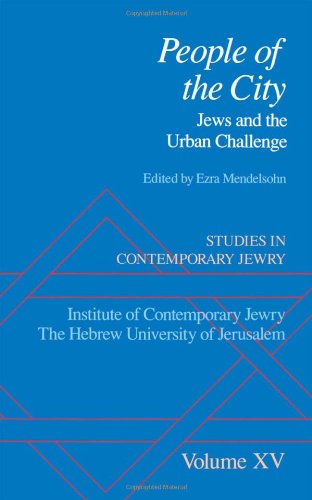 People of
the City
Jews and the
Urban Challenge
Edited by Ezra Mendelsohn
STUDIES IN
CONTEMPORARY JEWRY
Institute of Contemporary Jewry
The Hebrew University of Jerusalem
Volume XV